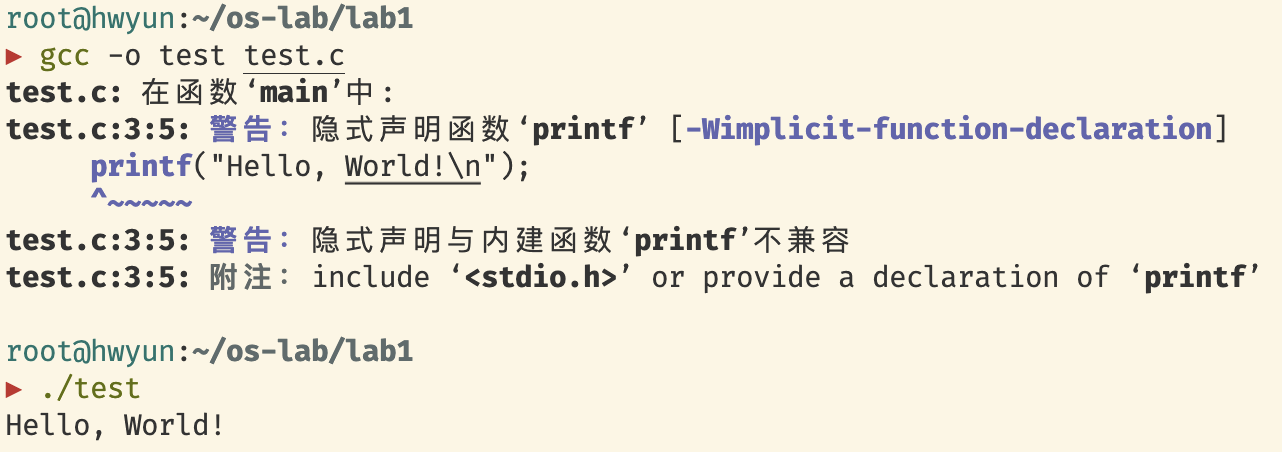 root@hwyun:~/os-lab/lab1
▶ gcc -o test test.c
test.c: 在函数‘main’中:
test.c:3:5: 警告: 隐式声明函数‘printf’ [-Wimplicit-function-declaration]
printf("Hello, World!\n");
^~~~~~
test.c:3:5: 警告: 隐式声明与内建函数‘printf’不兼容
test.c:3:5: 附注: include ‘<stdio.h>’ or provide a declaration of ‘printf’
root@hwyun:~/os-lab/lab1
▶ ./test
Hello, World!